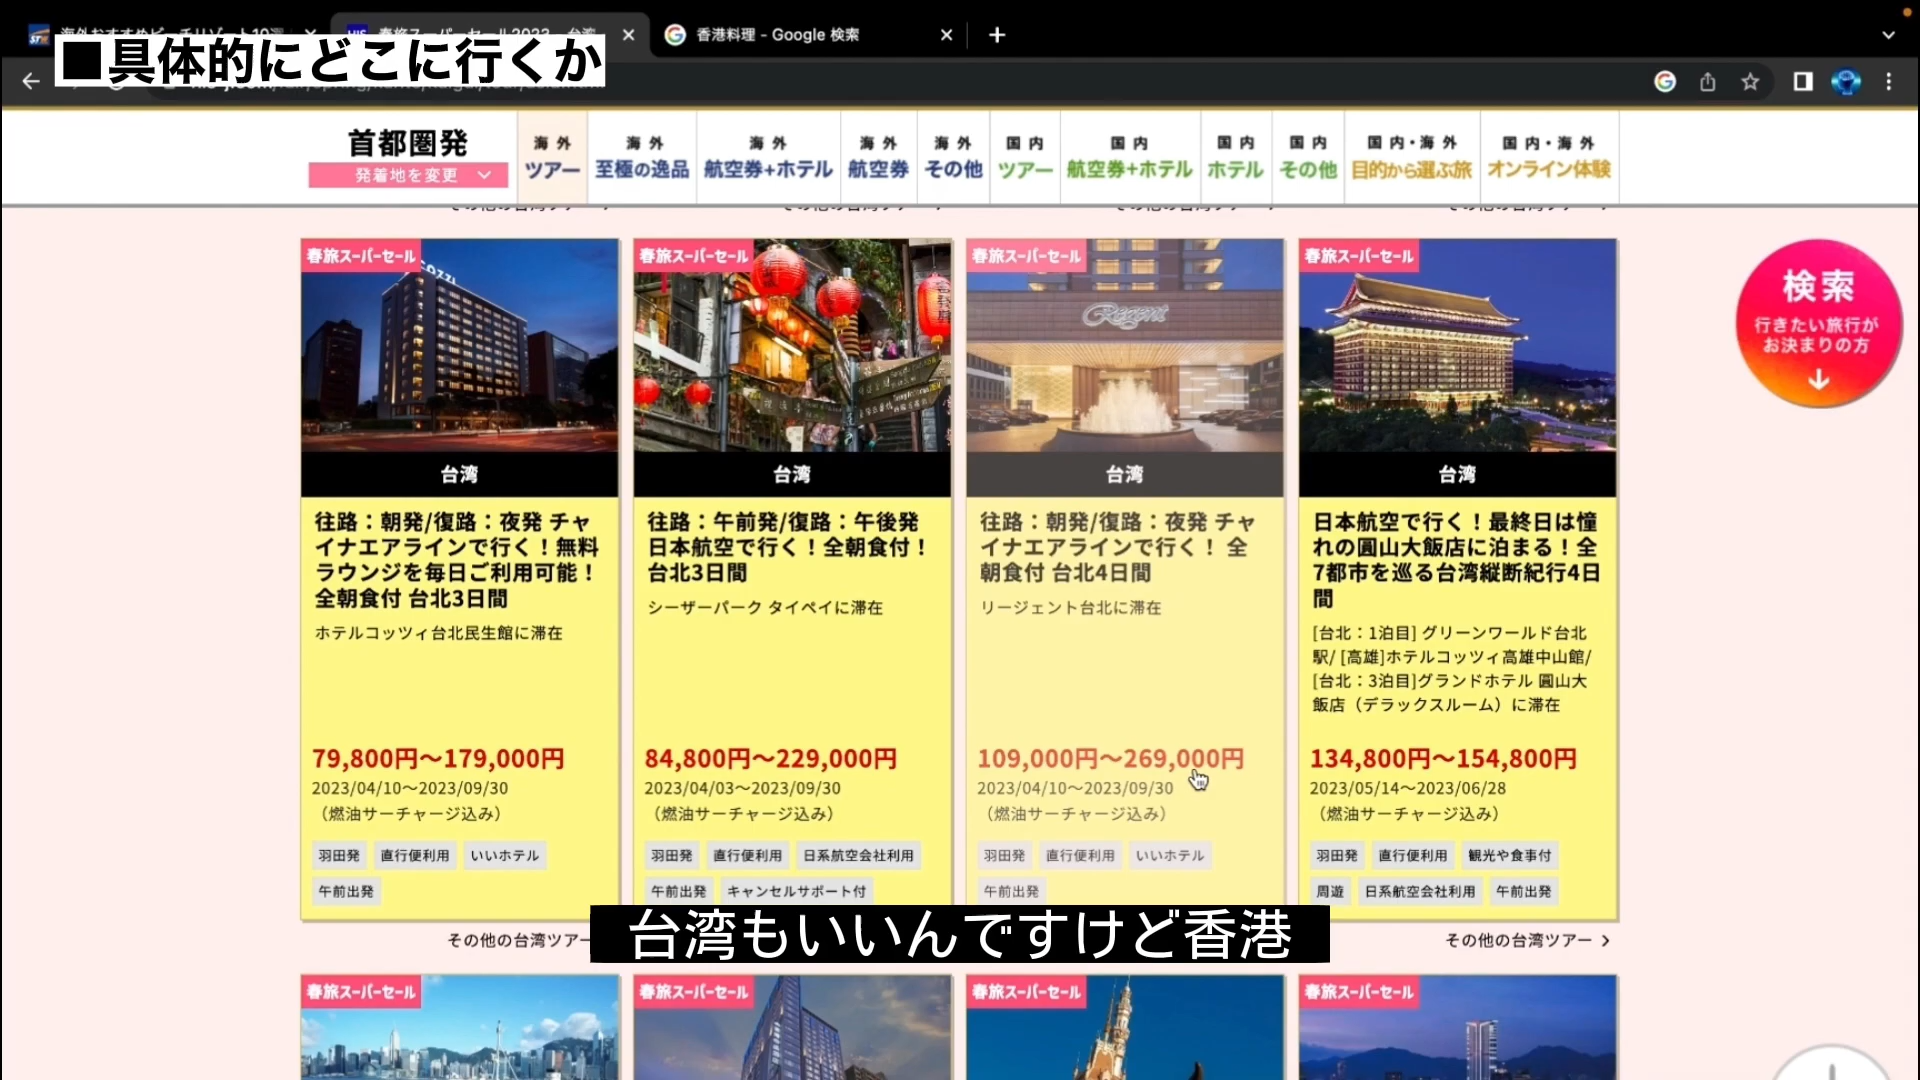 ■具体的にどこに行くか
香港料理 - Google 検索
首都圏発
発着地を変更
海外
ツアー
海外
至極の逸品
海外
航空券+ホテル
海外
航空券
海外
その他
国内
ツアー
国内
航空券+ホテル
国内
ホテル
国内
その他
国内・海外
目的から選ぶ旅
国内・海外
オンライン体験
検索
行きたい旅行が
お決まりの方
春旅スーパーセール
台湾
往路：朝発/復路：夜発 チャ
イナエアラインで行く！無料
ラウンジを毎日ご利用可能！
全朝食付 台北3日間
ホテルコッツィ台北民生館に滞在
79,800円～179,000円
2023/04/10～2023/09/30
（燃油サーチャージ込み）
羽田発 直行便利用 いいホテル
午前出発
春旅スーパーセール
台湾
往路：午前発/復路：午後発
日本航空で行く！全朝食付！
台北3日間
シーザーパーク タイペイに滞在
84,800円～229,000円
2023/04/03～2023/09/30
（燃油サーチャージ込み）
羽田発 直行便利用 日系航空会社利用
午前出発 キャンセルサポート付
春旅スーパーセール
Regent
台湾
往路：朝発/復路：夜発 チャ
イナエアラインで行く！ 全
朝食付 台北4日間
リージェント台北に滞在
109,000円～269,000円
2023/04/10～2023/09/30
（燃油サーチャージ込み）
羽田発 直行便利用 いいホテル
午前出発
春旅スーパーセール
台湾
日本航空で行く！最終日は憧
れの圓山大飯店に泊まる！全
7都市を巡る台湾縦断紀行4日
間
[台北：1泊目] グリーンワールド台北
駅/ [高雄]ホテルコッツィ高雄中山館/
[台北：3泊目]グランドホテル 圓山大
飯店（デラックスルーム）に滞在
134,800円～154,800円
2023/05/14～2023/06/28
（燃油サーチャージ込み）
羽田発 直行便利用 観光や食事付
周遊 日系航空会社利用 午前出発
その他の台湾ツアー
その他の台湾ツアー
台湾もいいんですけど香港
春旅スーパーセール
春旅スーパーセール
春旅スーパーセール
春旅スーパーセール